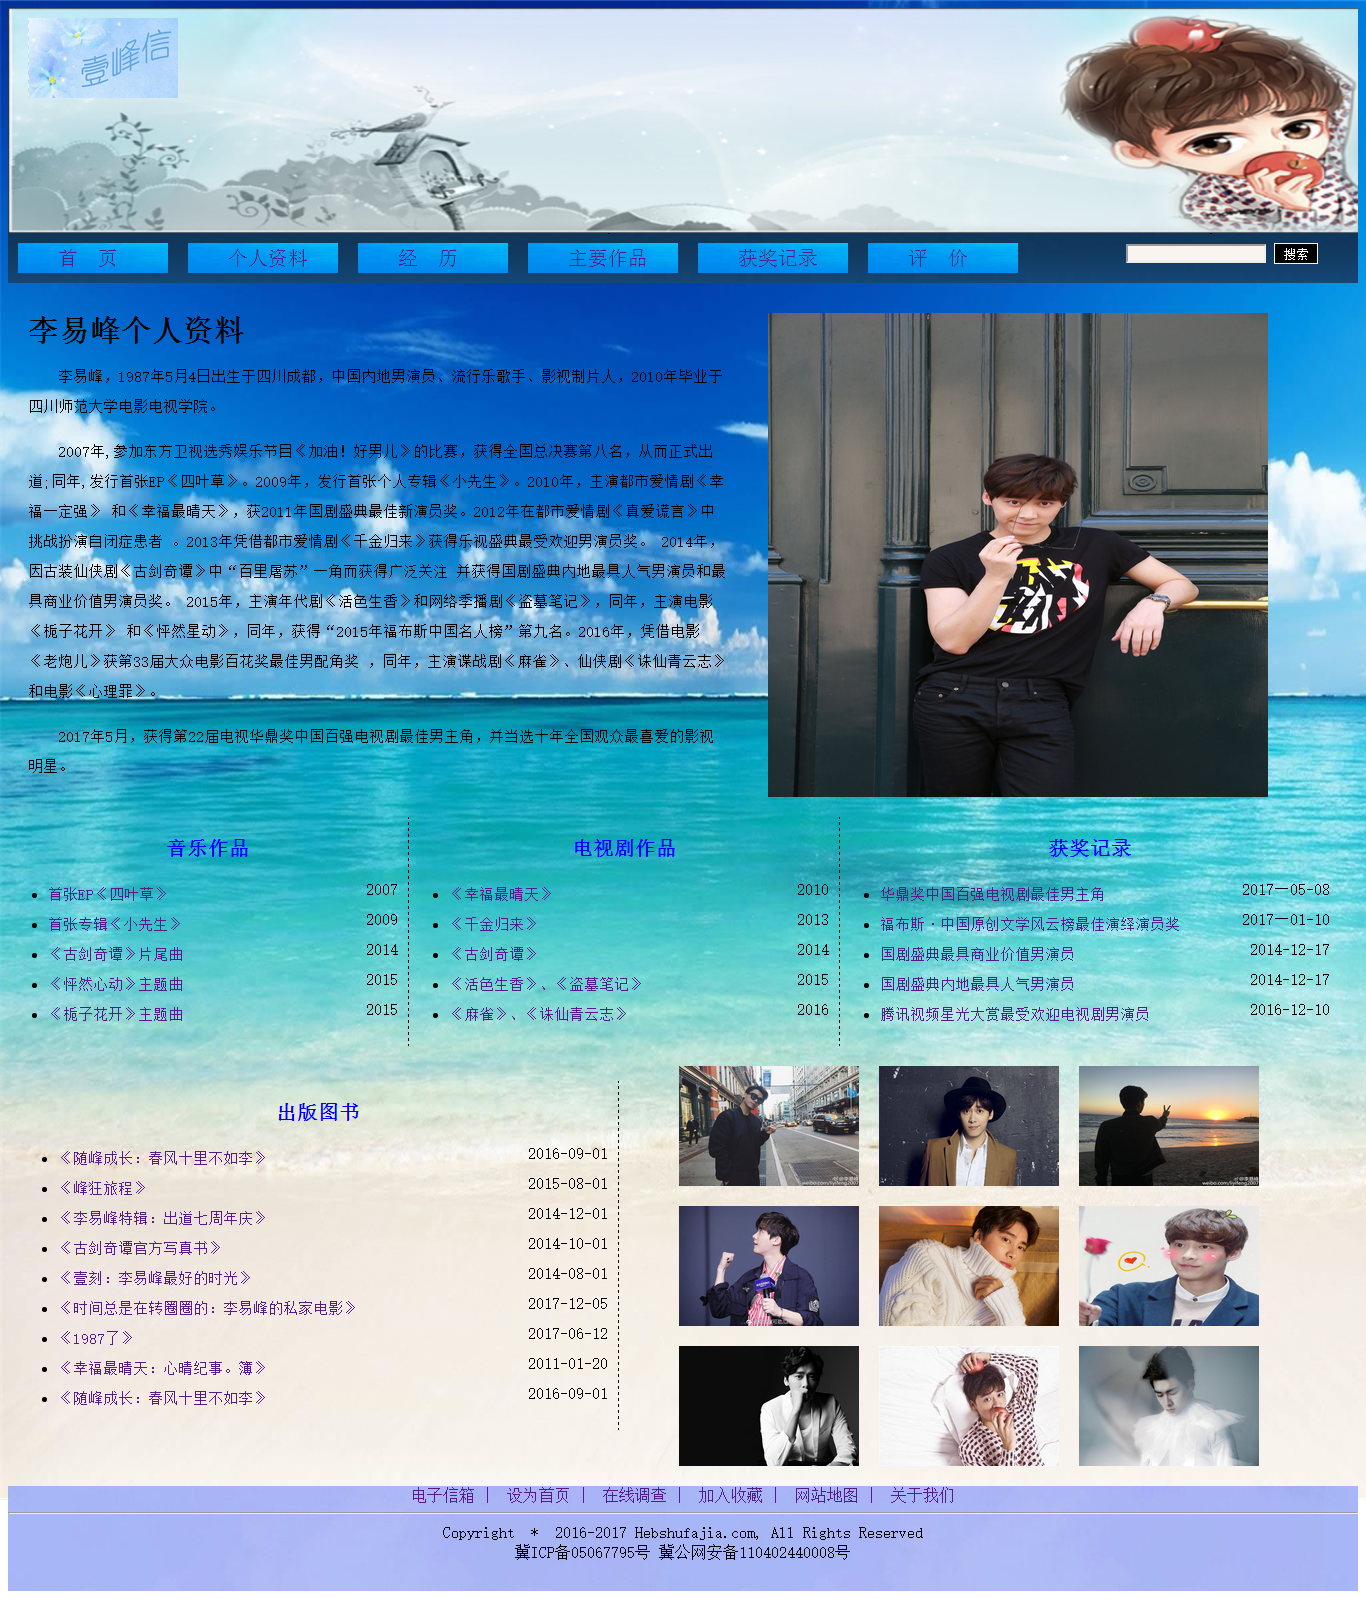 壹峰信
首 页 个人资料 经 历 主要作品 获奖记录 评 价 搜索
李易峰个人资料
李易峰，1987年5月4日出生于四川成都，中国内地男演员、流行乐歌手、影视制片人，2010年毕业于
四川师范大学电影电视学院。
2007年,参加东方卫视选秀娱乐节目《加油！好男儿》的比赛，获得全国总决赛第八名，从而正式出
道;同年,发行首张EP《四叶草》。2009年，发行首张个人专辑《小先生》。2010年，主演都市爱情剧《幸
福一定强》 和《幸福最晴天》，获2011年国剧盛典最佳新演员奖。2012年在都市爱情剧《真爱谎言》中
挑战扮演自闭症患者 。2013年凭借都市爱情剧《千金归来》获得乐视盛典最受欢迎男演员奖。 2014年，
因古装仙侠剧《古剑奇谭》中“百里屠苏”一角而获得广泛关注 并获得国剧盛典内地最具人气男演员和最
具商业价值男演员奖。 2015年，主演年代剧《活色生香》和网络季播剧《盗墓笔记》，同年，主演电影
《栀子花开》 和《怦然星动》，同年，获得“2015年福布斯中国名人榜”第九名。2016年，凭借电影
《老炮儿》获第33届大众电影百花奖最佳男配角奖 ，同年，主演谍战剧《麻雀》、仙侠剧《诛仙青云志》
和电影《心理罪》。
2017年5月，获得第22届电视华鼎奖中国百强电视剧最佳男主角，并当选十年全国观众最喜爱的影视
明星。
音乐作品
首张EP《四叶草》 2007
首张专辑《小先生》 2009
《古剑奇谭》片尾曲 2014
《怦然心动》主题曲 2015
《栀子花开》主题曲 2015
电视剧作品
《幸福最晴天》 2010
《千金归来》 2013
《古剑奇谭》 2014
《活色生香》、《盗墓笔记》 2015
《麻雀》、《诛仙青云志》 2016
获奖记录
华鼎奖中国百强电视剧最佳男主角 2017一05-08
福布斯·中国原创文学风云榜最佳演绎演员奖 2017一01-10
国剧盛典最具商业价值男演员 2014-12-17
国剧盛典内地最具人气男演员 2014-12-17
腾讯视频星光大赏最受欢迎电视剧男演员 2016-12-10
出版图书
《随峰成长：春风十里不如李》 2016-09-01
《峰狂旅程》 2015-08-01
《李易峰特辑：出道七周年庆》 2014-12-01
《古剑奇谭官方写真书》 2014-10-01
《壹刻：李易峰最好的时光》 2014-08-01
《时间总是在转圈圈的：李易峰的私家电影》 2017-12-05
《1987了》 2017-06-12
《幸福最晴天：心晴纪事。薄》 2011-01-20
《随峰成长：春风十里不如李》 2016-09-01
电子信箱 | 设为首页 | 在线调查 | 加入收藏 | 网站地图 | 关于我们
Copyright * 2016-2017 Hebshufajia.com, All Rights Reserved
冀ICP备05067795号 冀公网安备110402440008号